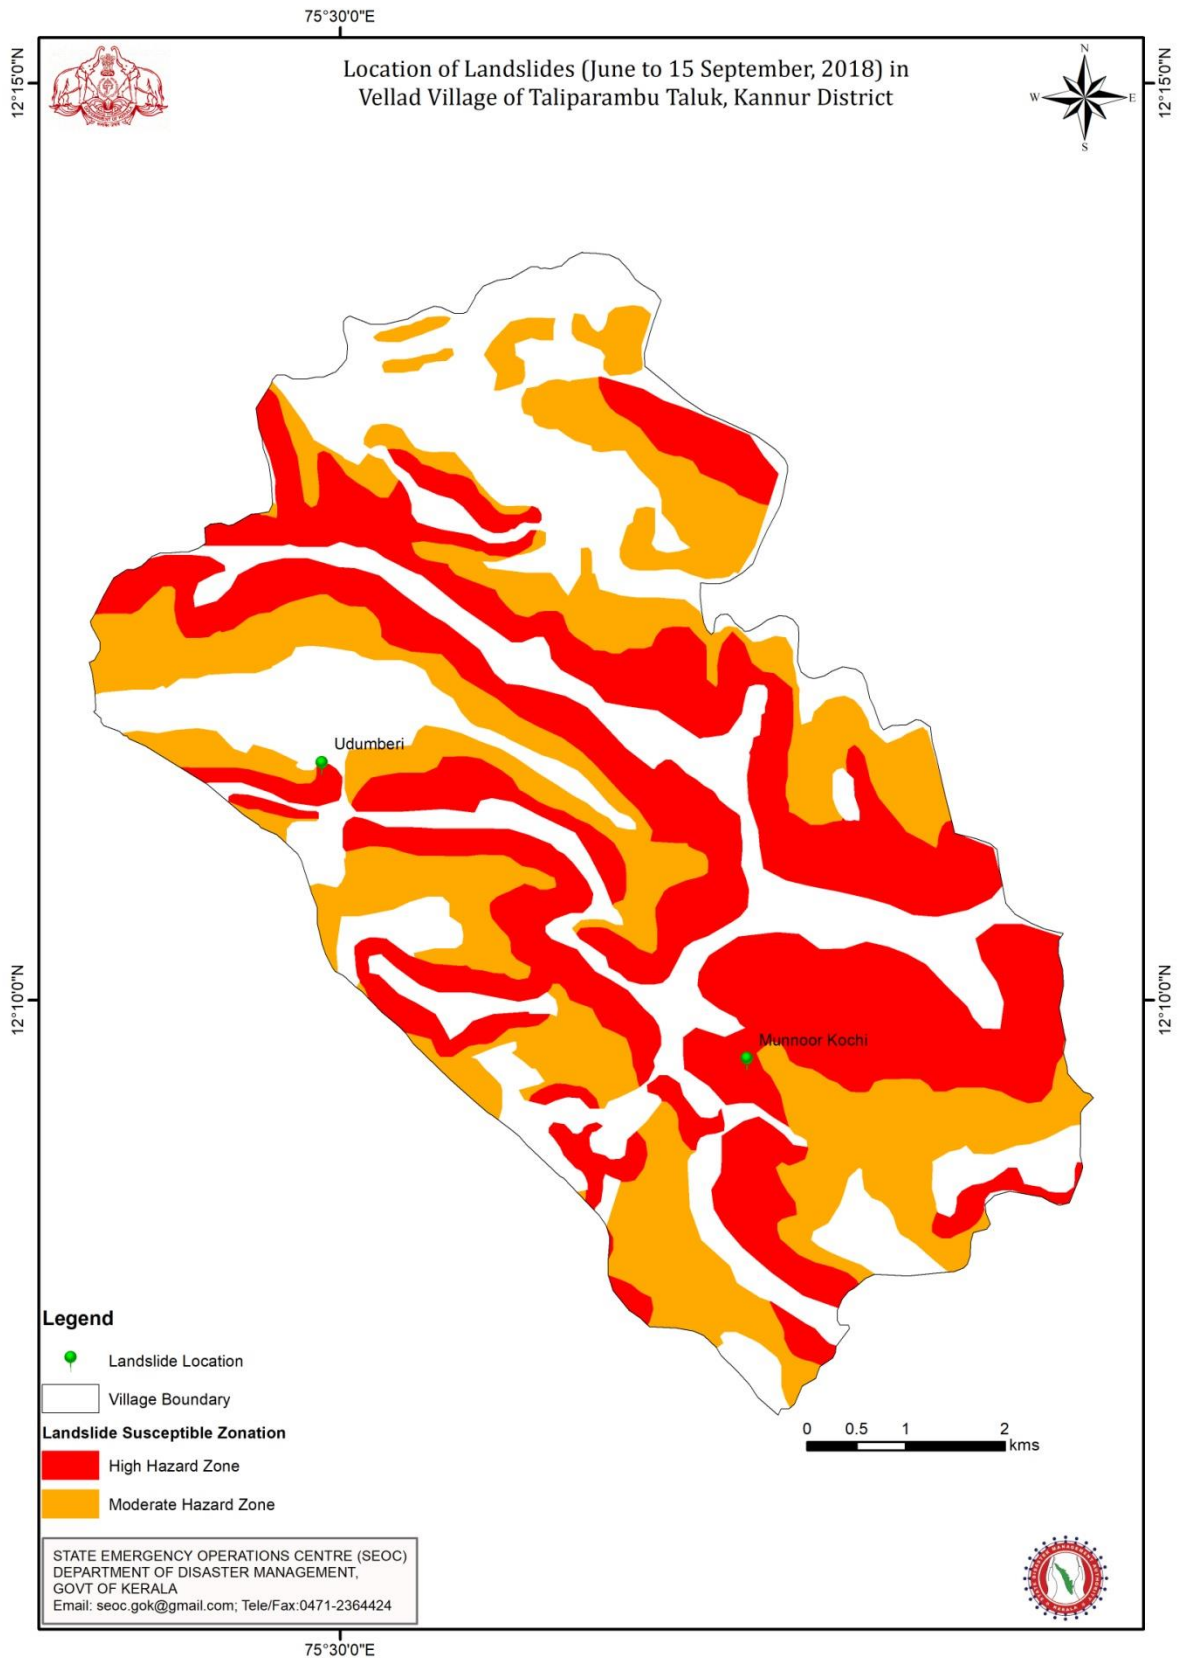 75°30'0"E
Location of Landslides (June to 15 September, 2018) in
Vellad Village of Taliparambu Taluk, Kannur District
N
W
E
S
12°15'0"N
12°15'0"N
Udumberi
12°10'0"N
12°10'0"N
Munnoor Kochi
Legend
Landslide Location
Village Boundary
Landslide Susceptible Zonation
High Hazard Zone
Moderate Hazard Zone
0 0.5 1 2
kms
STATE EMERGENCY OPERATIONS CENTRE (SEOC)
DEPARTMENT OF DISASTER MANAGEMENT,
GOVT OF KERALA
Email: seoc.gok@gmail.com; Tele/Fax:0471-2364424
75°30'0"E